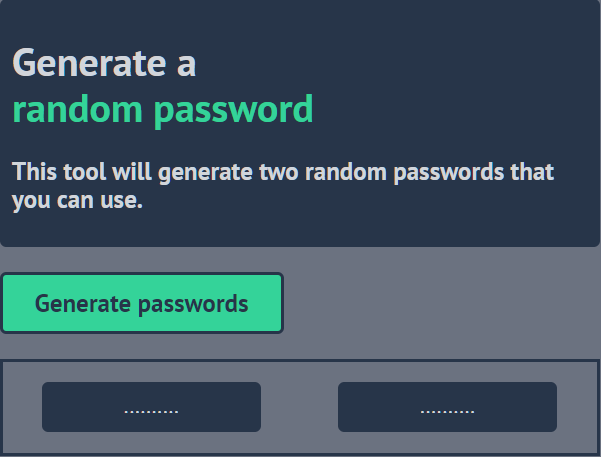 Generate a
random password
This tool will generate two random passwords that
you can use.
Generate passwords
.......... ..........